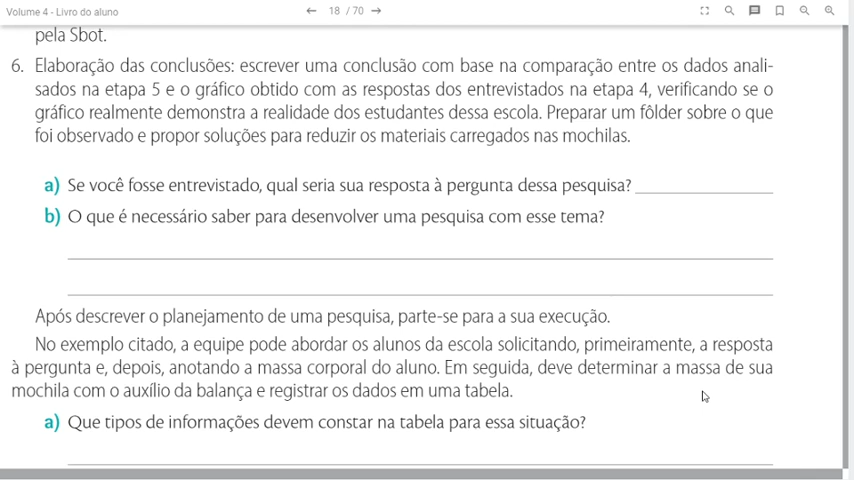 Volume 4 - Livro do aluno
18 / 70
pela Sbot.
6. Elaboração das conclusões: escrever uma conclusão com base na comparação entre os dados anali-
sados na etapa 5 e o gráfico obtido com as respostas dos entrevistados na etapa 4, verificando se o
gráfico realmente demonstra a realidade dos estudantes dessa escola. Preparar um fôlder sobre o que
foi observado e propor soluções para reduzir os materiais carregados nas mochilas.
a) Se você fosse entrevistado, qual seria sua resposta à pergunta dessa pesquisa?
b) O que é necessário saber para desenvolver uma pesquisa com esse tema?
Após descrever o planejamento de uma pesquisa, parte-se para a sua execução.
No exemplo citado, a equipe pode abordar os alunos da escola solicitando, primeiramente, a resposta
à pergunta e, depois, anotando a massa corporal do aluno. Em seguida, deve determinar a massa de sua
mochila com o auxílio da balança e registrar os dados em uma tabela.
a) Que tipos de informações devem constar na tabela para essa situação?